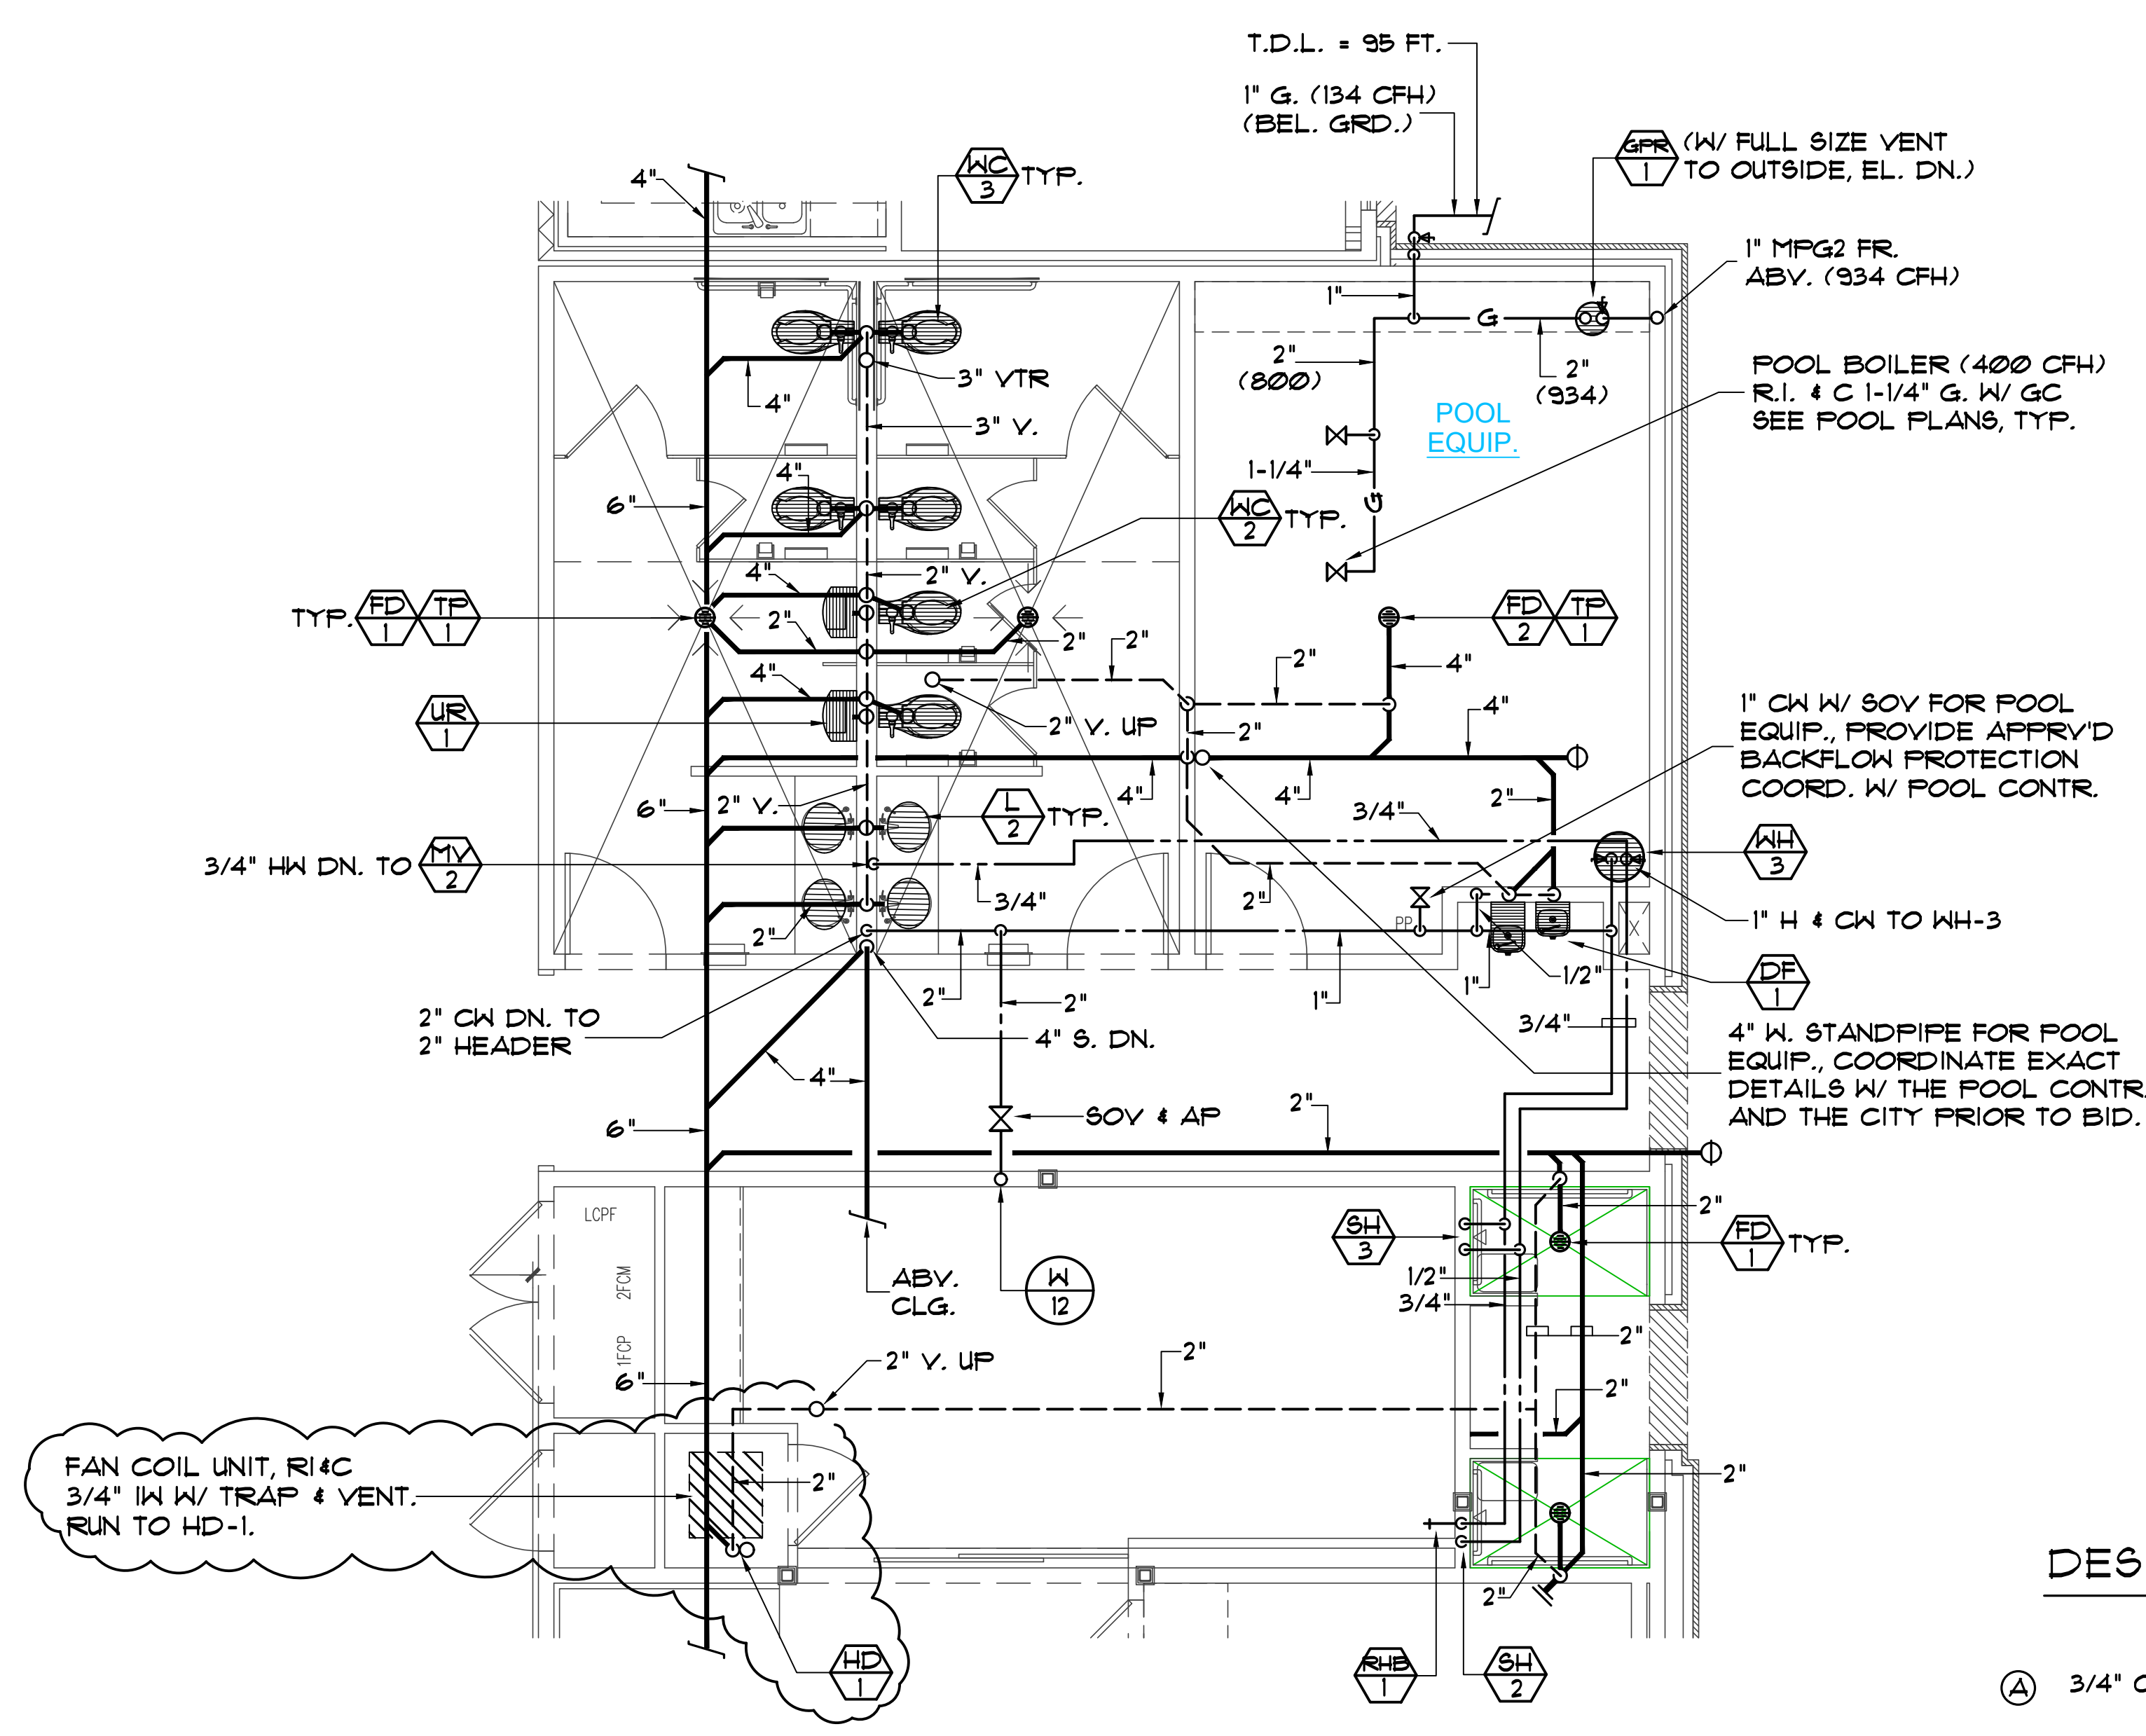 T.D.L. = 95 FT.
1" G. (134 CFH)
(BEL. GRD.)
GPR
1
(W/ FULL SIZE VENT
TO OUTSIDE, EL. DN.)
4"
WC
3
TYP.
1" MPG2 FR.
ABV. (934 CFH)
1"
G
2"
(800)
2"
(934)
3" VTR
4"
POOL
EQUIP.
POOL BOILER (400 CFH)
R.I. & C 1-1/4" G. W/ GC
SEE POOL PLANS, TYP.
3" V.
4"
1-1/4"
G
6"
WC
2
TYP.
4"
2" V.
TYP.
FD
1
TP
1
2"
2"
2"
FD
2
TP
1
4"
4"
2"
UR
1
2" V. UP
2"
4"
1" CW W/ SOV FOR POOL
EQUIP., PROVIDE APPRV'D
BACKFLOW PROTECTION
COORD. W/ POOL CONTR.
6"
2" V.
L
2
TYP.
4"
4"
2"
3/4"
3/4" HW DN. TO
MV
2
WH
3
3/4"
2"
2"
PP
1" H & CW TO WH-3
2"
2"
1"
1"
1/2"
DF
1
2" CW DN. TO
2" HEADER
4" S. DN.
3/4"
4" W. STANDPIPE FOR POOL
EQUIP., COORDINATE EXACT
DETAILS W/ THE POOL CONTR.
AND THE CITY PRIOR TO BID.
4"
SOV & AP
2"
6"
LCPF
2"
SH
3
FD
1
TYP.
2FCM
ABV.
CLG.
W
12
1/2"
3/4"
2"
1FCP
2" V. UP
2"
6"
2"
FAN COIL UNIT, RI&C
3/4" IW W/ TRAP & VENT.
RUN TO HD-1.
2"
2"
2"
DES
HD
1
RHB
1
SH
2
A
3/4"